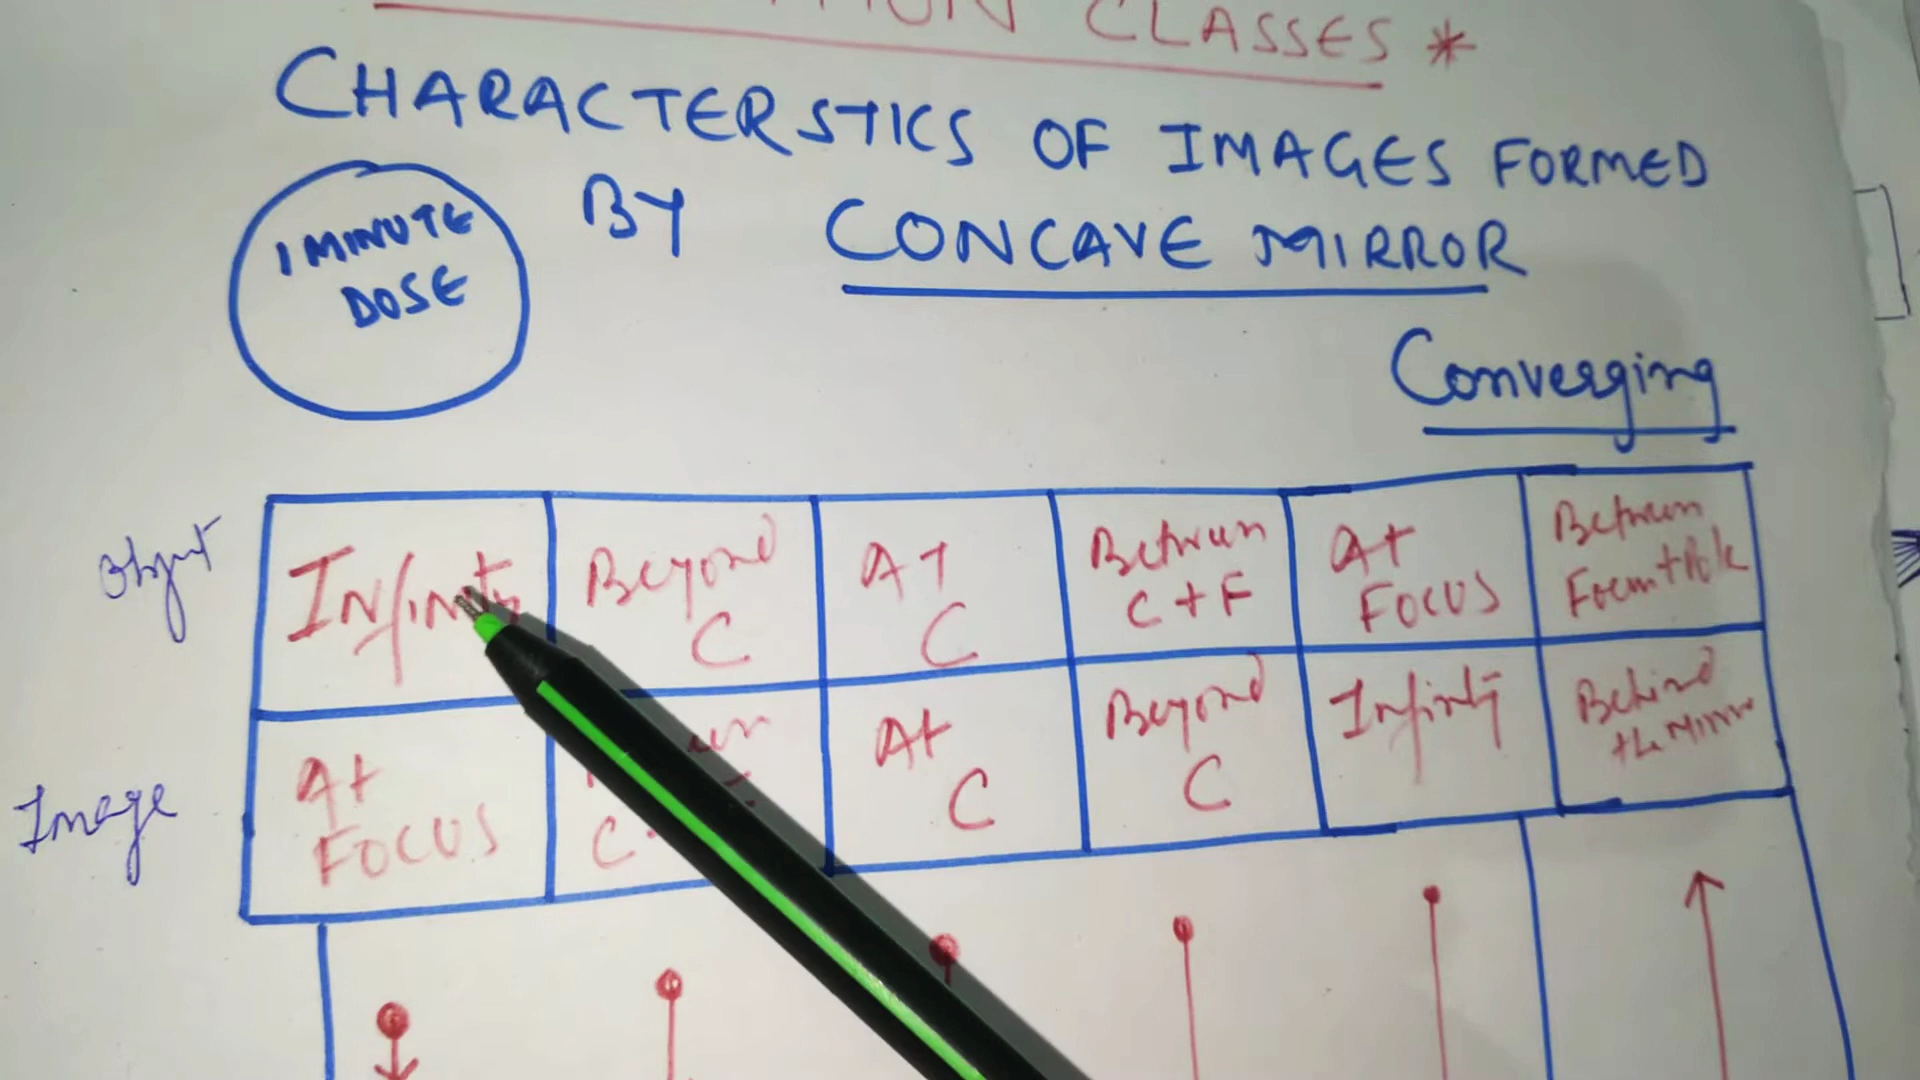 CLASSES *
CHARACTERSTICS OF IMAGES FORMED
BY CONCAVE MIRROR
1 MINUTE
DOSE
Converging
Object
Infinity
Beyond
C
At
C
Between
C + F
At
FOCUS
Between
Focus + Pole
Image
At
FOCUS
C
At
C
Beyond
C
Infinity
Behind
the Mirror